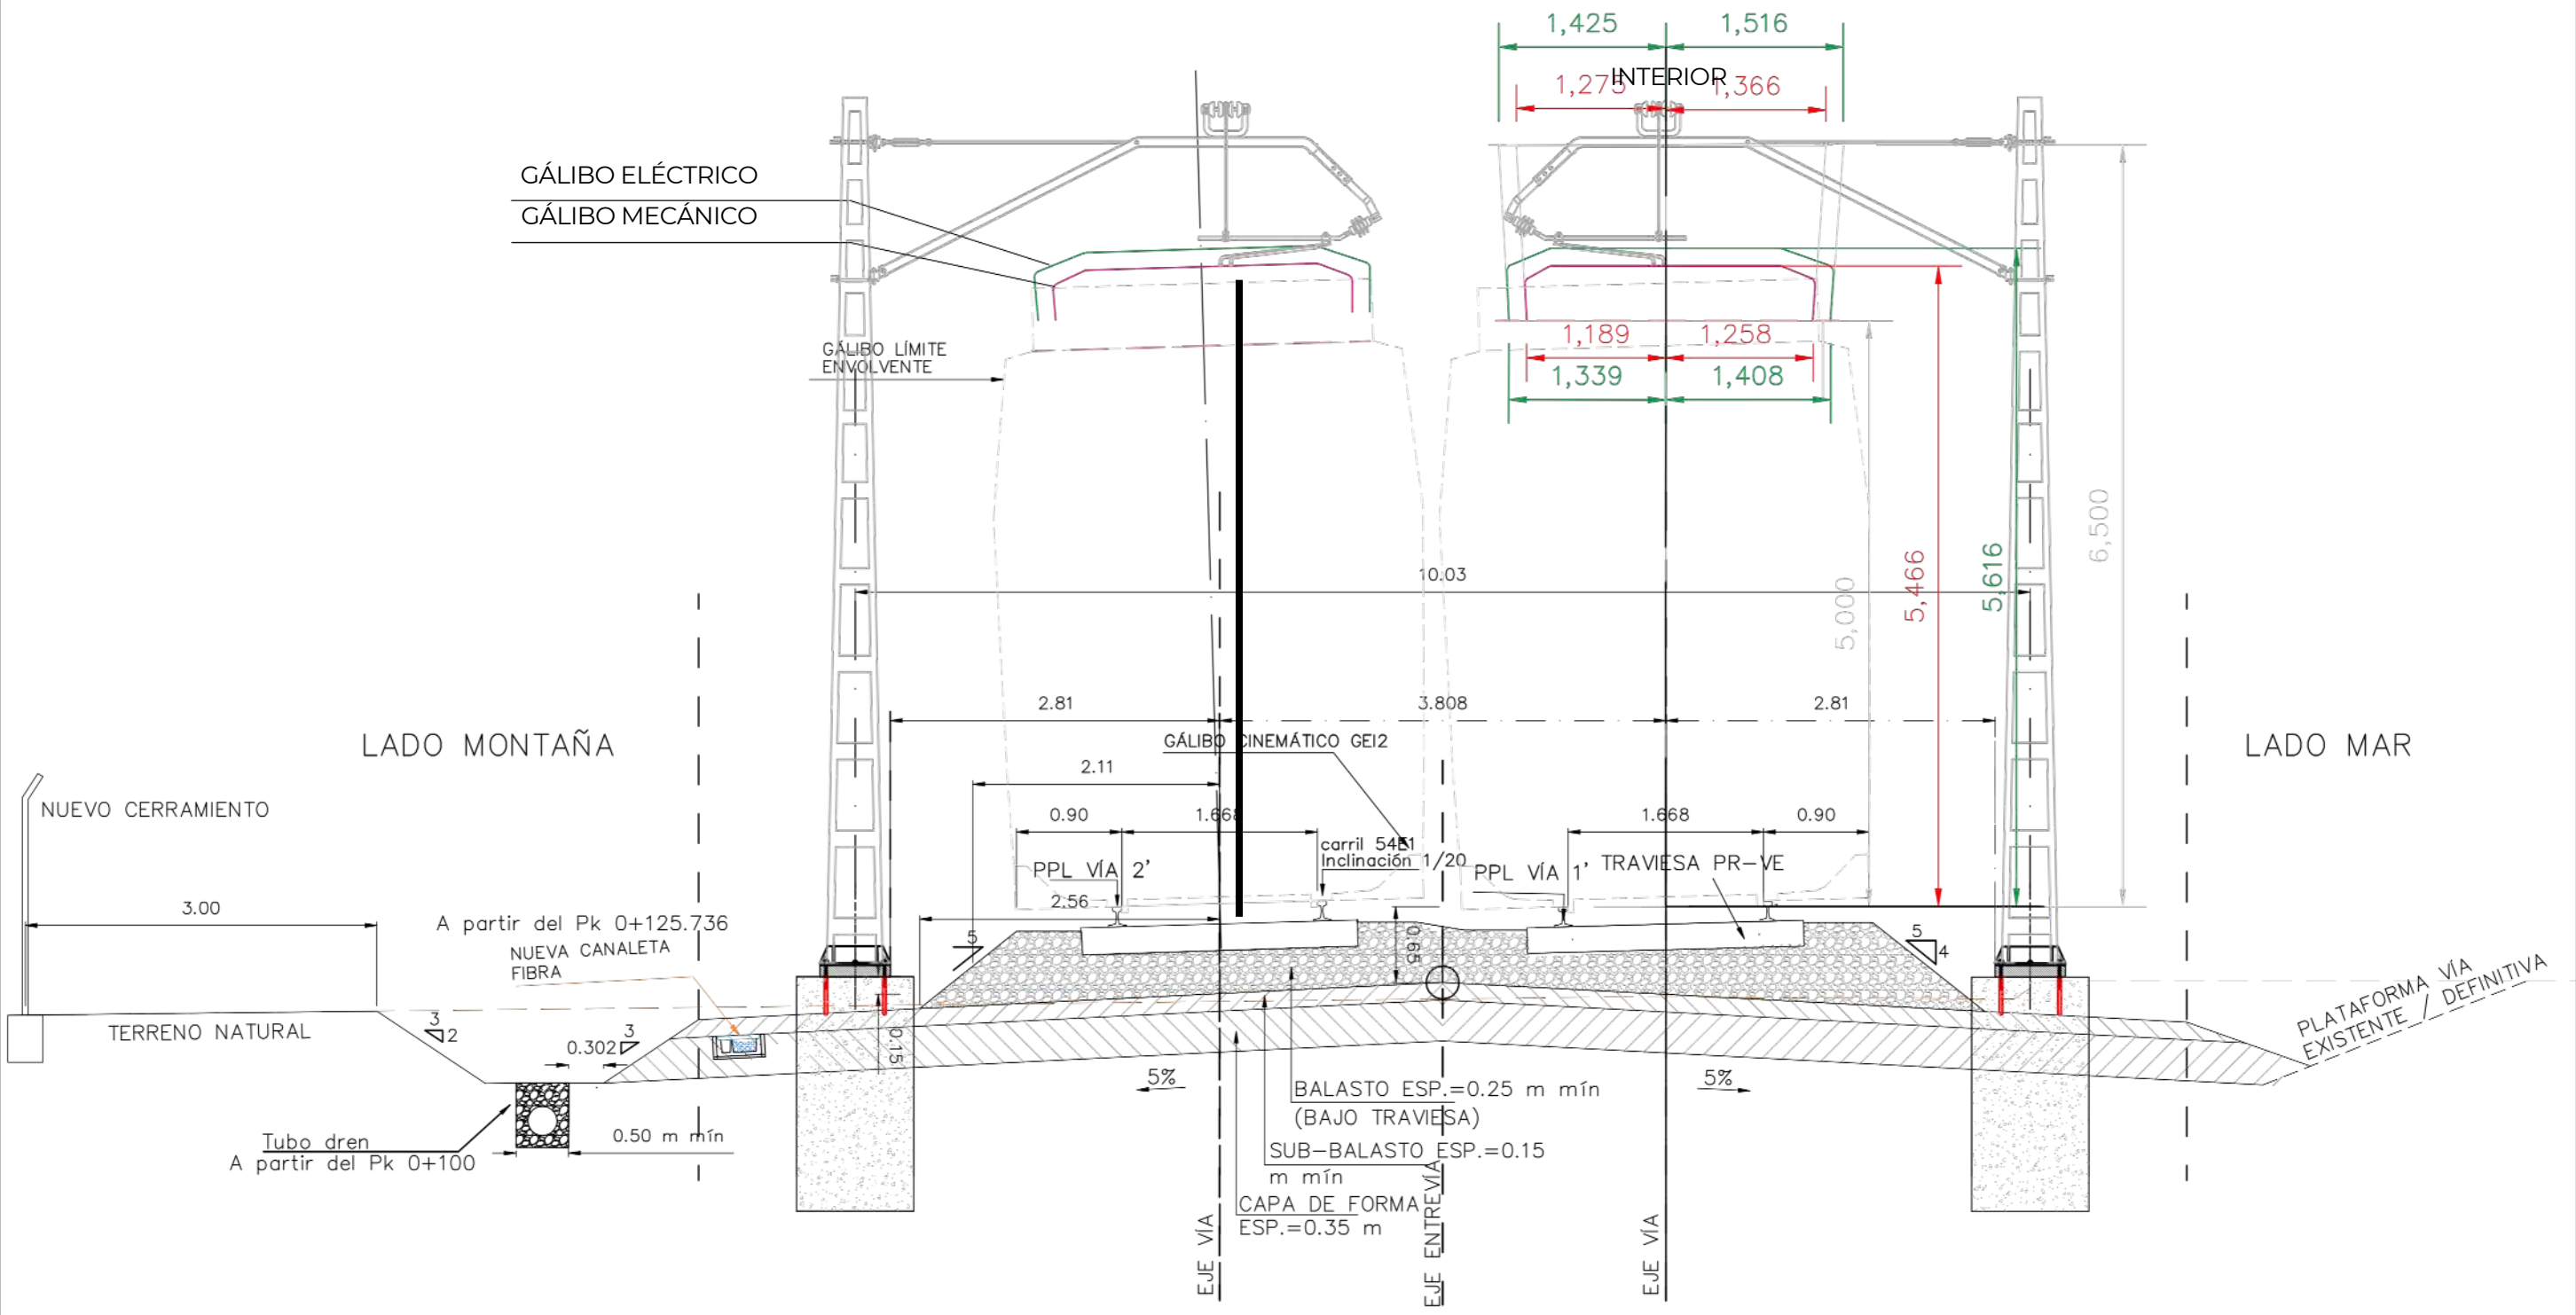 1,425
1,516
INTERIOR
1,275
1,366
GÁLIBO ELÉCTRICO
GÁLIBO MECÁNICO
GÁLIBO LÍMITE
ENVOLVENTE
1,189
1,258
1,339
1,408
10.03
5,000
5,466
5,616
6,500
2.81
3.808
2.81
LADO MONTAÑA
LADO MAR
GÁLIBO CINEMÁTICO GEI2
2.11
NUEVO CERRAMIENTO
0.90
1.668
1.668
0.90
carril 54E1
Inclinación 1/20
PPL VÍA 2'
PPL VÍA 1'
TRAVIESA PR-VE
2.56
3.00
A partir del Pk 0+125.736
NUEVA CANALETA
FIBRA
5
0.65
5
4
TERRENO NATURAL
3
2
0.302
3
0.15
PLATAFORMA VÍA
EXISTENTE / DEFINITIVA
5%
5%
BALASTO ESP.=0.25 m mín
(BAJO TRAVIESA)
Tubo dren
A partir del Pk 0+100
0.50 m mín
SUB-BALASTO ESP.=0.15
m mín
CAPA DE FORMA
ESP.=0.35 m
EJE VÍA
EJE ENTREVÍA
EJE VÍA